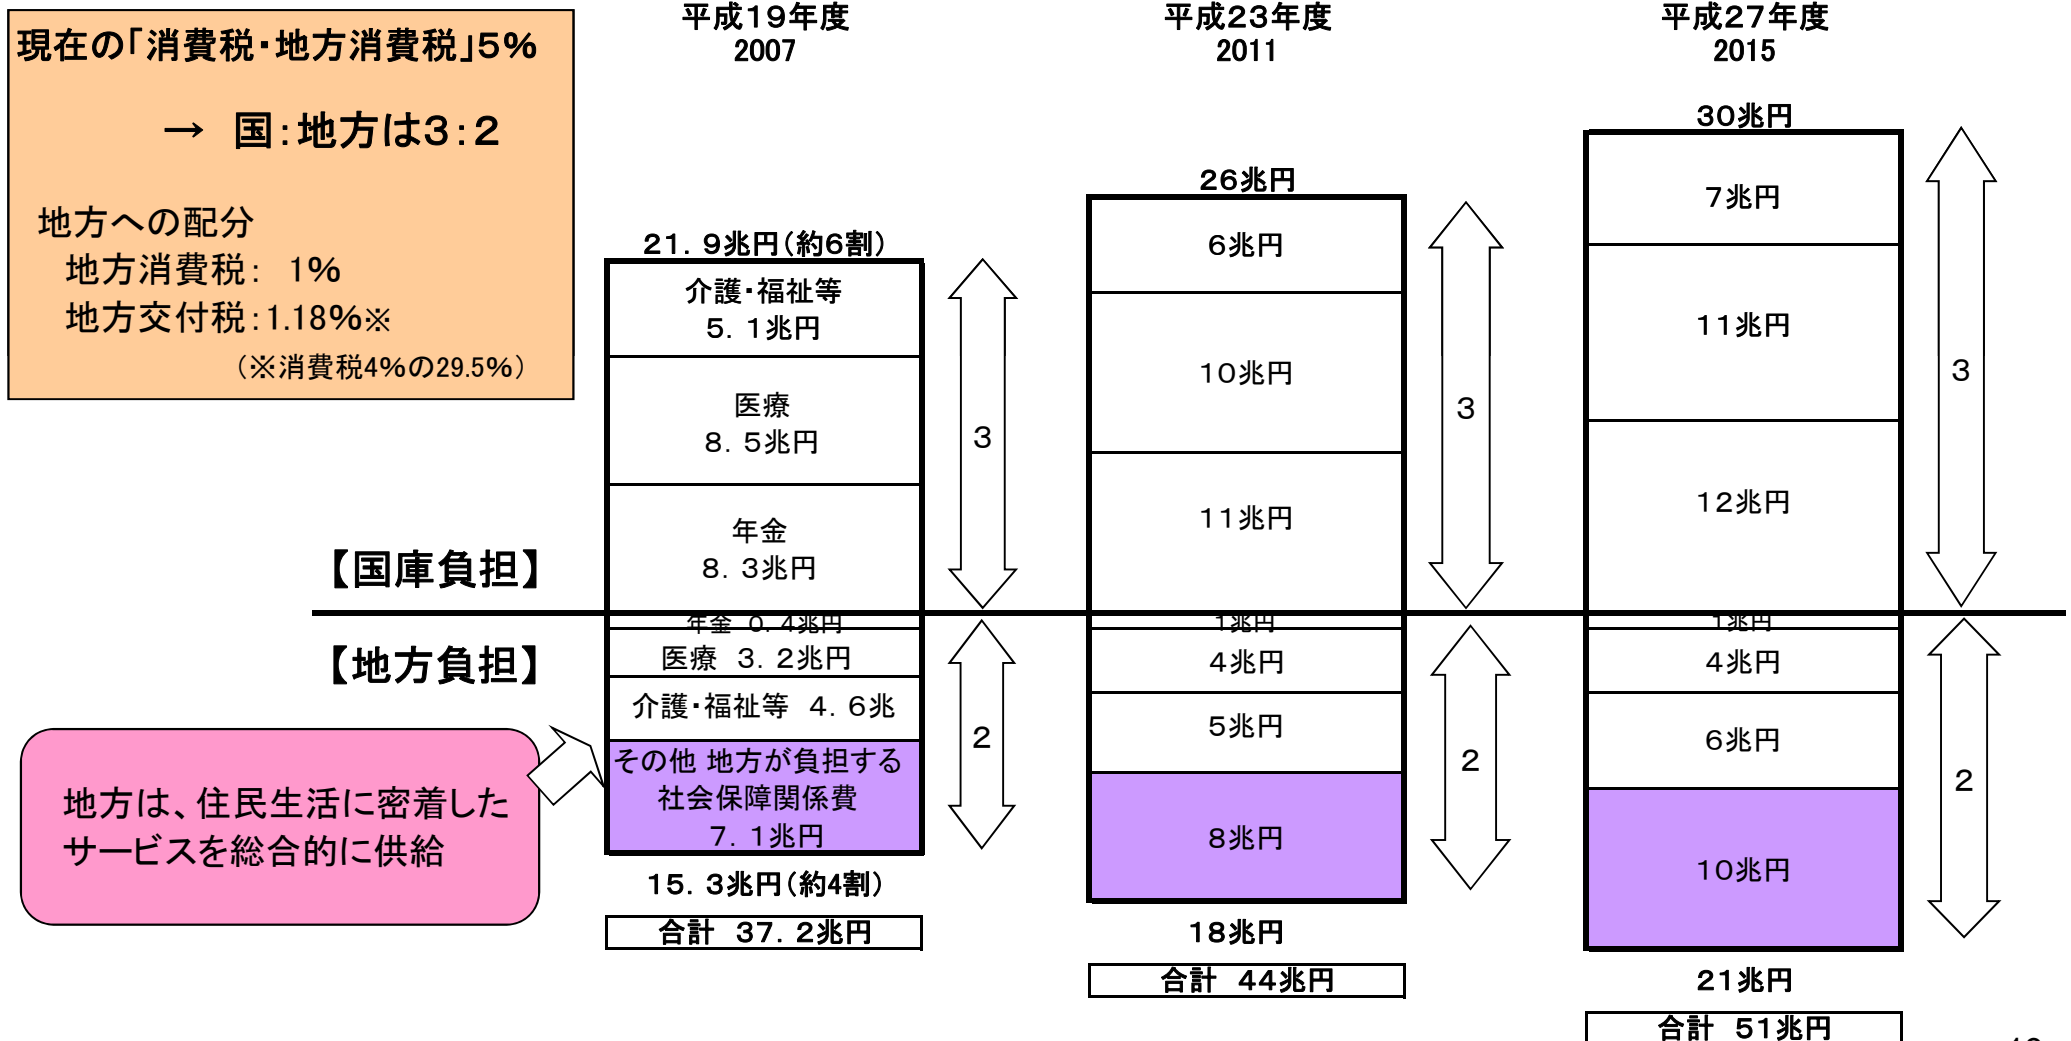 現在の「消費税・地方消費税」5%
→ 国：地方は3：2
地方への配分
地方消費税： 1%
地方交付税：1.18%※
（※消費税4%の29.5%）
平成19年度
2007
21．9兆円（約6割）
介護・福祉等
5．1兆円
医療
8．5兆円
年金
8．3兆円
3
【国庫負担】
【地方負担】
年金 0．4兆円
医療 3．2兆円
介護・福祉等 4．6兆
その他 地方が負担する
社会保障関係費
7．1兆円
2
15．3兆円（約4割）
合計 37．2兆円
地方は、住民生活に密着した
サービスを総合的に供給
平成23年度
2011
26兆円
6兆円
10兆円
11兆円
3
1兆円
4兆円
5兆円
8兆円
2
18兆円
合計 44兆円
平成27年度
2015
30兆円
7兆円
11兆円
12兆円
3
1兆円
4兆円
6兆円
10兆円
2
21兆円
合計 51兆円